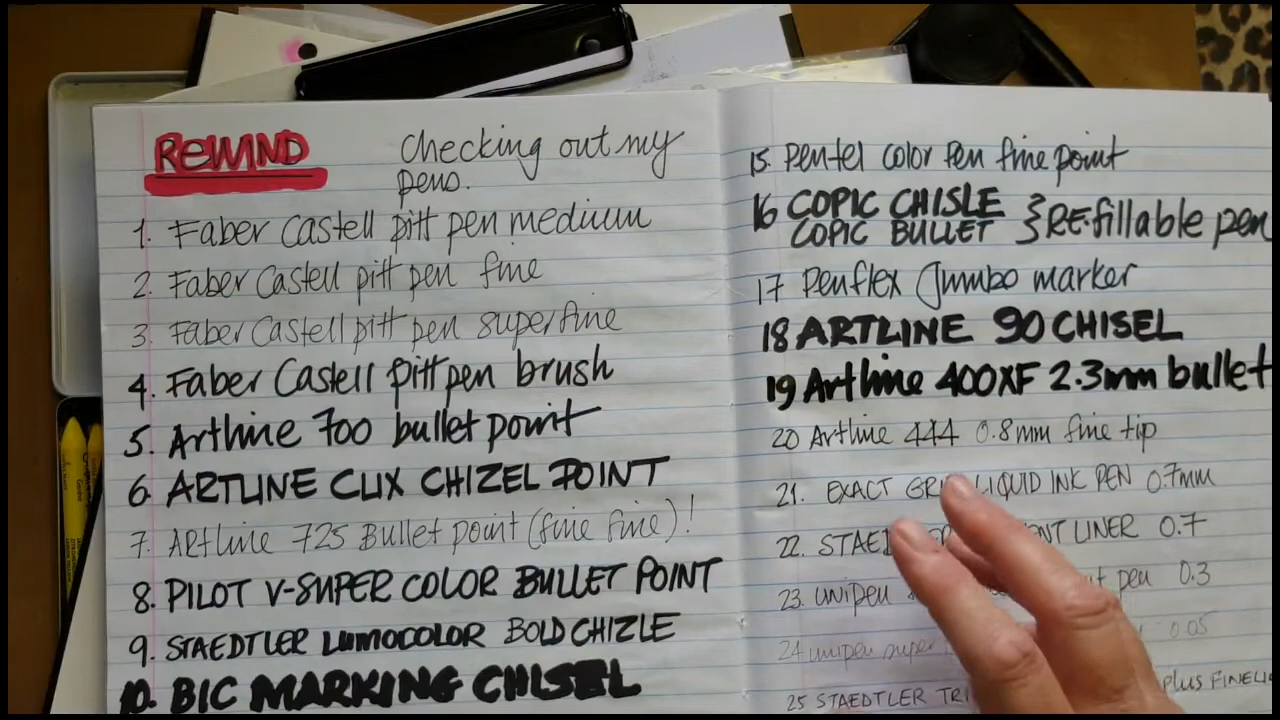 REWIND
Checking out my
pens.
1. Faber Castell pitt pen medium
2. Faber Castell pitt pen fine
3. Faber Castell pitt pen superfine
4. Faber Castell pitt pen brush
5. Artline 700 bullet point
6. ARTLINE CLIX CHIZEL POINT
7. Artline 725 Bullet point (fine fine)!
8. PILOT V-SUPER COLOR BULLET POINT
9. STAEDTLER LUMOCOLOR BOLD CHIZLE
10. BIC MARKING CHISEL
15. Pentel color Pen fine point
16 COPIC CHISLE
COPIC BULLET } RE.fillable pen
17 Penflex Jumbo marker
18 ARTLINE 90 CHISEL
19 Artline 400XF 2.3mm bullet
20 Artline 444 0.8mm fine tip
21. EXACT LIQUID INK PEN 0.7mm
22. LINER 0.7
23. unipen pen 0.3
24 unipen super 0.05
25 STAEDTLER TRI plus